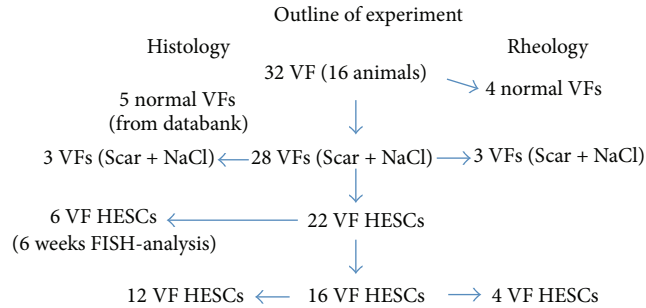 Outline of experiment
Histology
Rheology
32 VF (16 animals)
4 normal VFs
5 normal VFs
(from databank)
3 VFs (Scar + NaCl)
28 VFs (Scar + NaCl)
3 VFs (Scar + NaCl)
6 VF HESCs
(6 weeks FISH-analysis)
22 VF HESCs
12 VF HESCs
16 VF HESCs
4 VF HESCs